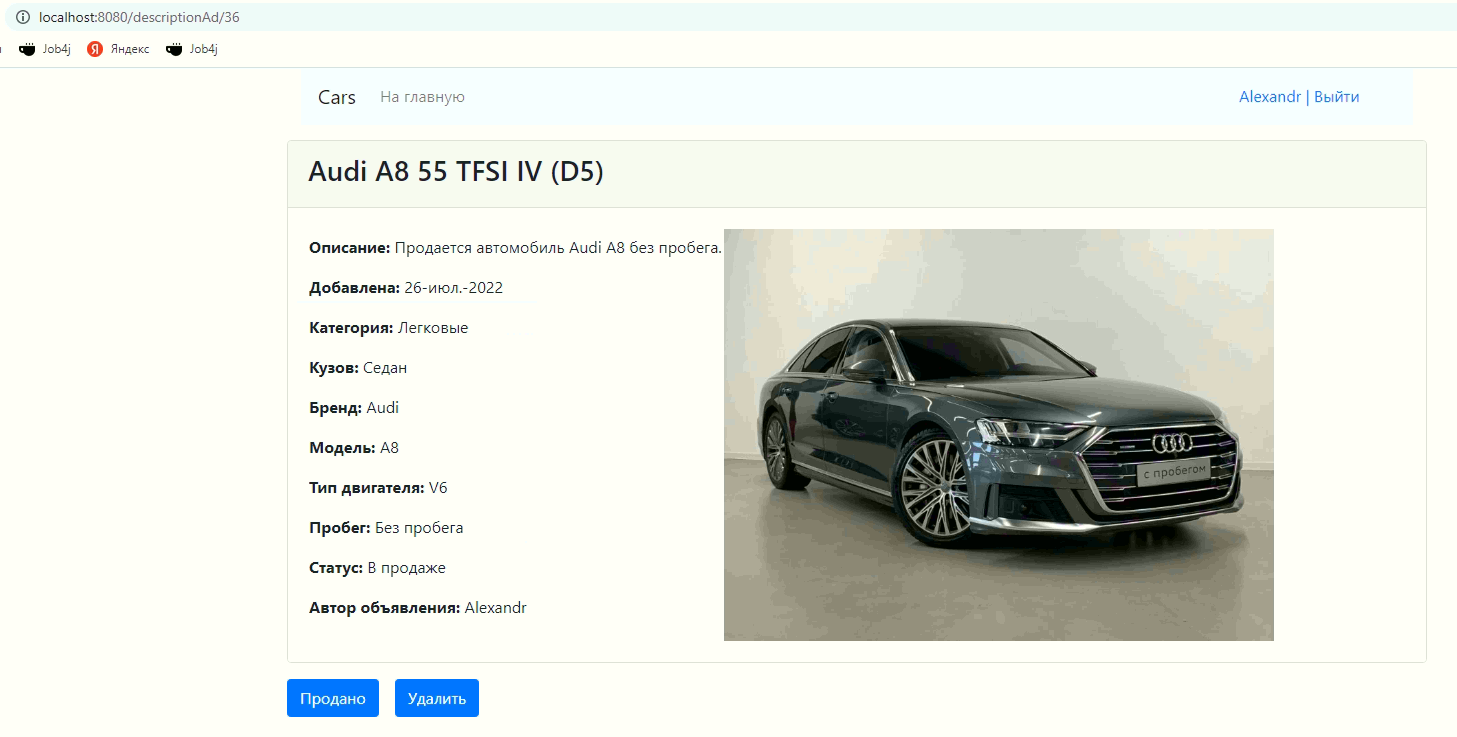 localhost:8080/descriptionAd/36
Job4j Яндекс Job4j
Cars На главную Alexandr | Выйти
Audi A8 55 TFSI IV (D5)
Описание: Продается автомобиль Audi A8 без пробега.
Добавлена: 26-июл.-2022
Категория: Легковые
Кузов: Седан
Бренд: Audi
Модель: A8
Тип двигателя: V6
Пробег: Без пробега
Статус: В продаже
Автор объявления: Alexandr
с пробегом
Продано Удалить